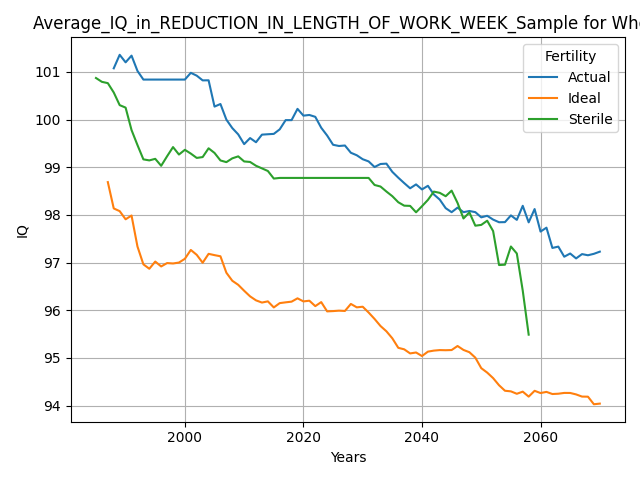 Average_IQ_in_REDUCTION_IN_LENGTH_OF_WORK_WEEK_Sample for Who
Fertility
Actual
Ideal
Sterile
101
100
99
98
97
96
95
94
IQ
2000
2020
2040
2060
Years